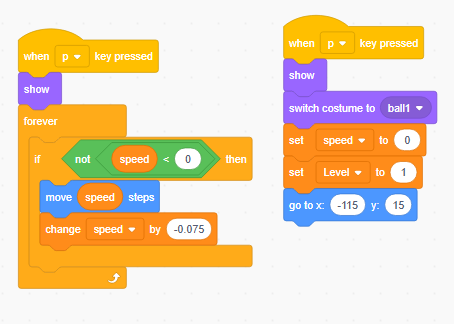 when p key pressed
show
forever
if not speed < 0 then
move speed steps
change speed by -0.075
when p key pressed
show
switch costume to ball1
set speed to 0
set Level to 1
go to x: -115 y: 15